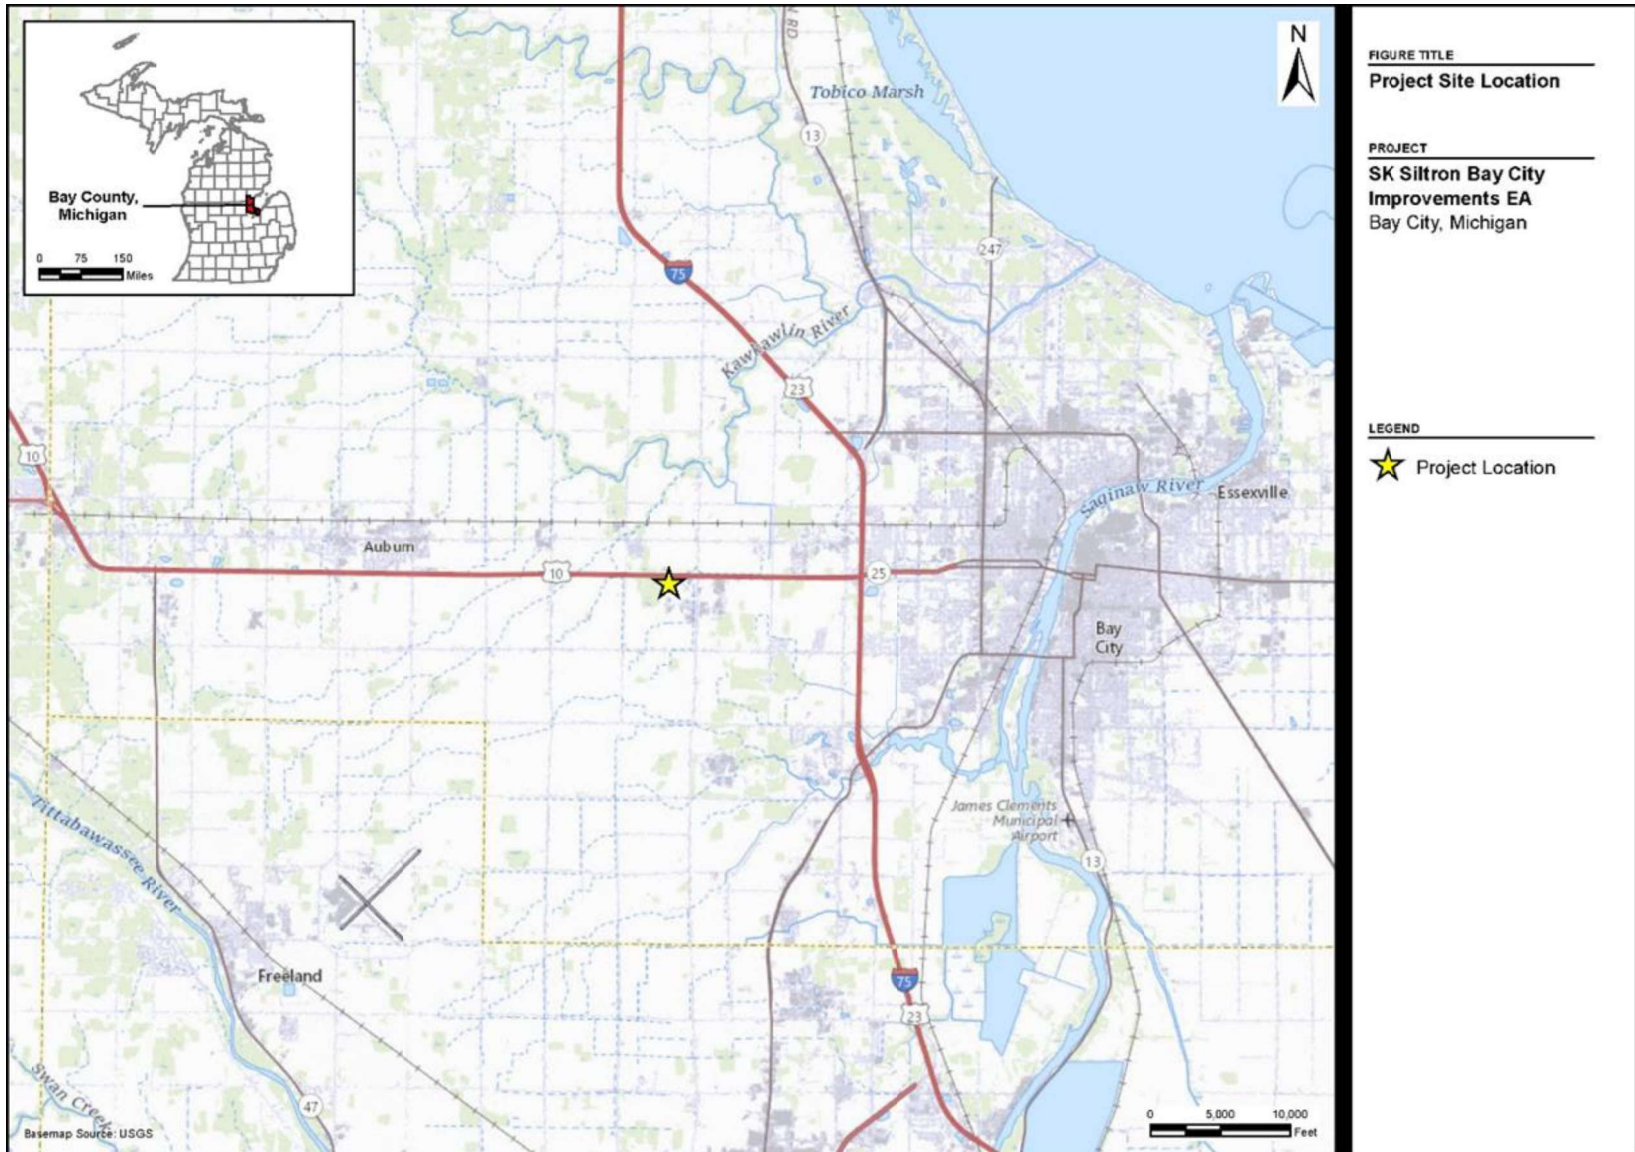 Bay County,
Michigan
0 75 150
Miles
N RD
N
Tobico Marsh
13
247
75
Kawkawlin River
23
10
Saginaw River
Essexville
Auburn
10
25
Bay
City
James Clements
Municipal
Airport
13
Tittabawassee River
Freeland
75
23
47
Swan Creek
Basemap Source: USGS
0 5,000 10,000
Feet
FIGURE TITLE
Project Site Location
PROJECT
SK Siltron Bay City
Improvements EA
Bay City, Michigan
LEGEND
Project Location